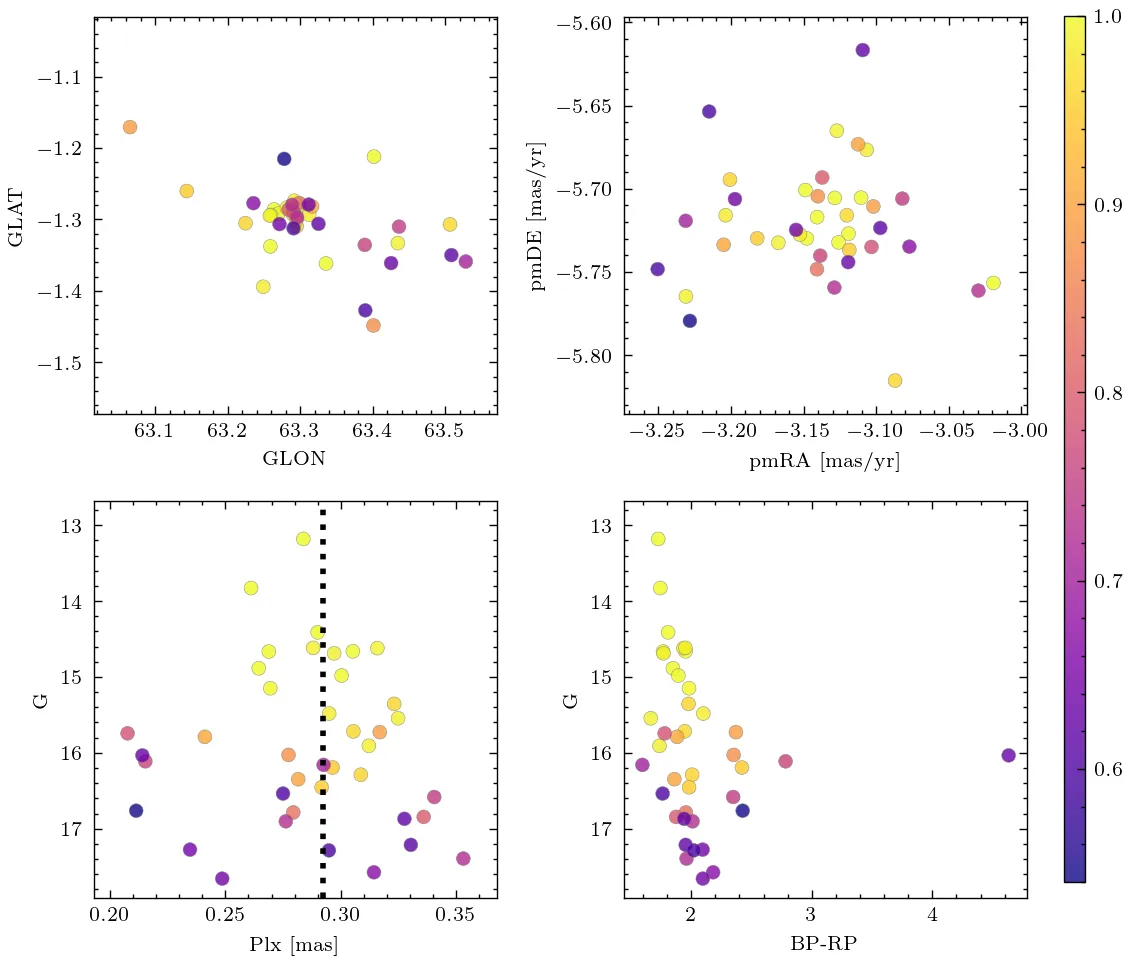 −1.1
−1.2
−1.3
−1.4
−1.5
GLAT
63.1 63.2 63.3 63.4 63.5
GLON
−5.60
−5.65
−5.70
−5.75
−5.80
pmDE [mas/yr]
−3.25 −3.20 −3.15 −3.10 −3.05 −3.00
pmRA [mas/yr]
1.0
0.9
0.8
0.7
0.6
13
14
15
16
17
G
0.20 0.25 0.30 0.35
Plx [mas]
13
14
15
16
17
G
2 3 4
BP-RP